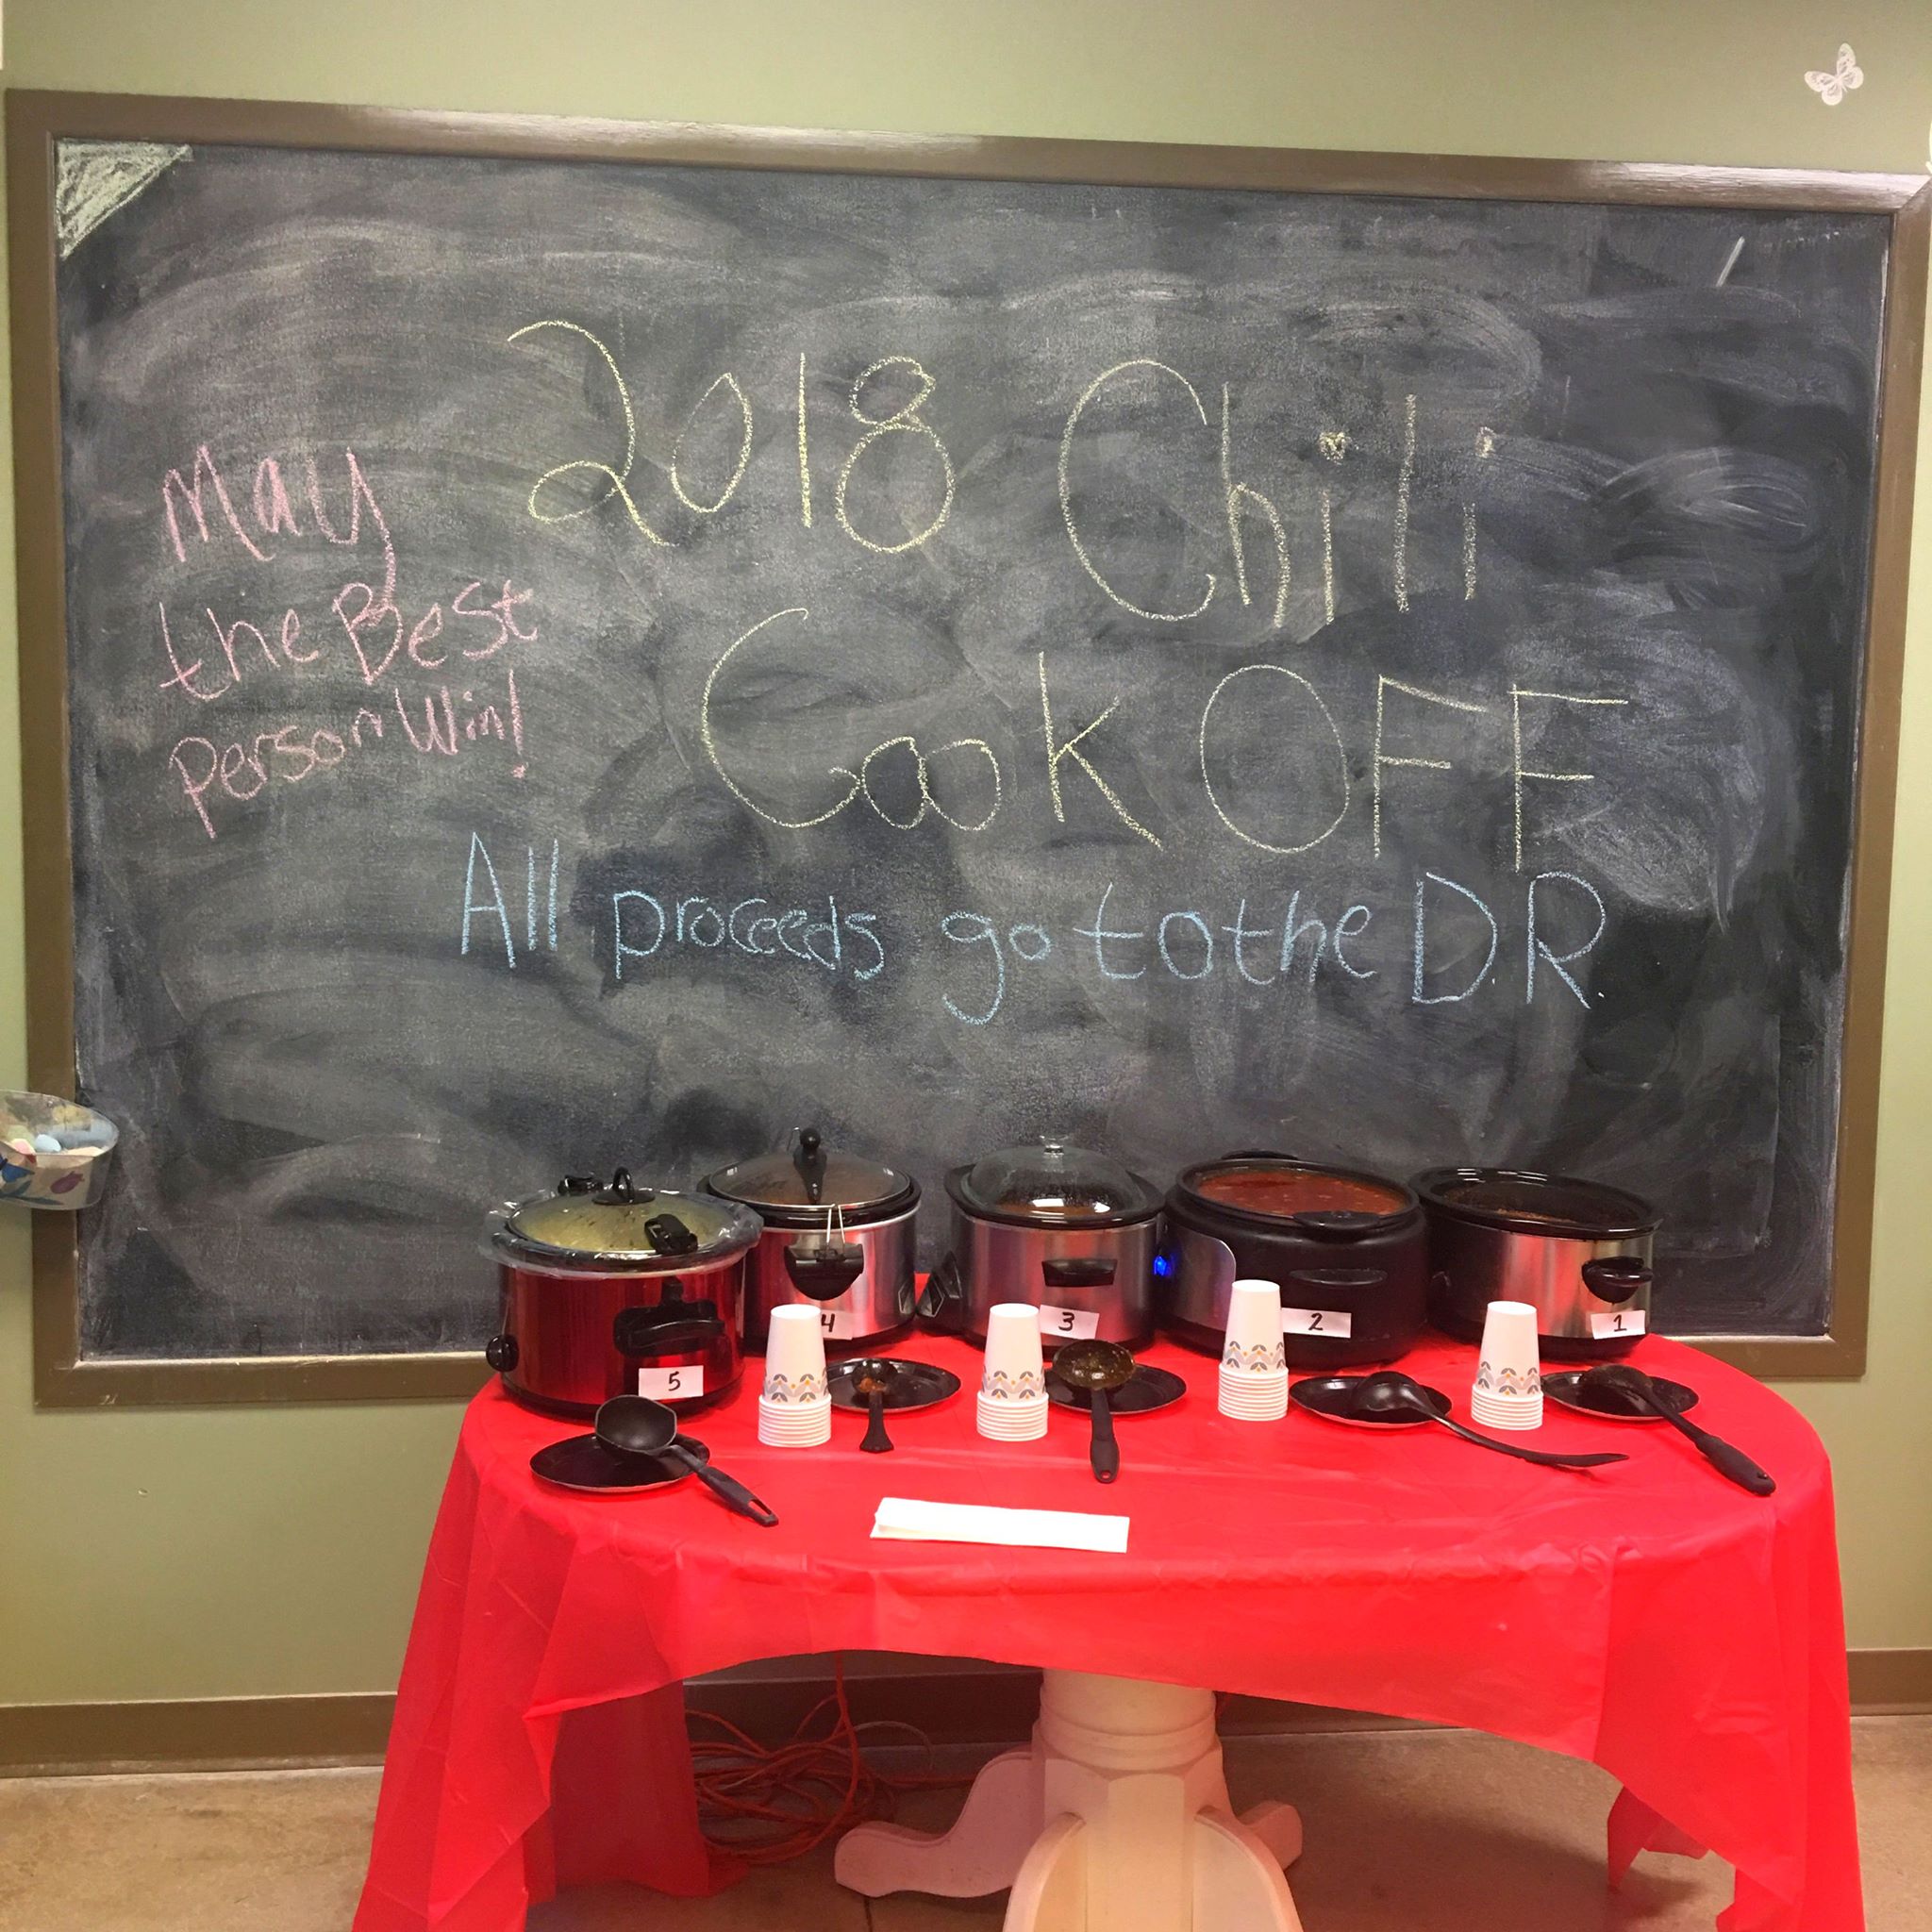 2018 Chili
Cook OFF
May
the Best
Person Win!
All proceeds go to the D.R.
5
4
3
2
1